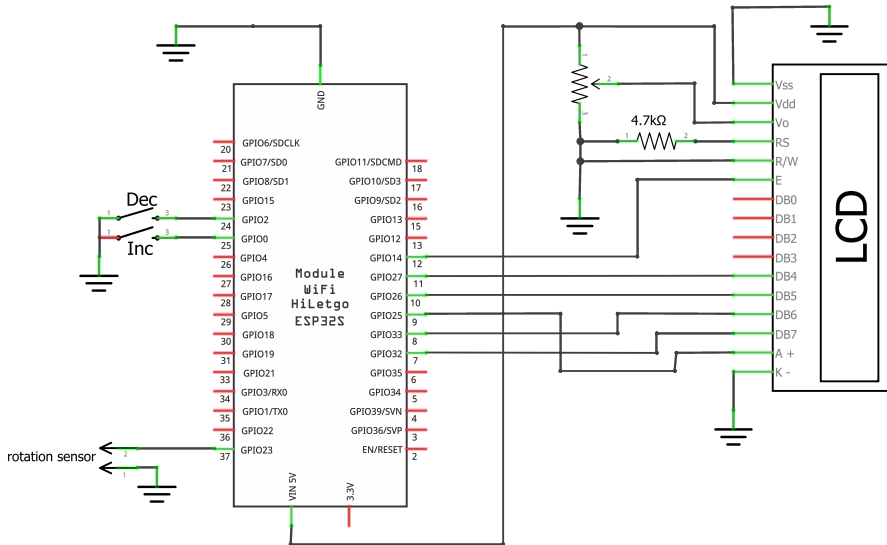 GND
1
2
3
4.7kΩ
1 2
Vss
Vdd
Vo
RS
R/W
E
DB0
DB1
DB2
DB3
DB4
DB5
DB6
DB7
A +
K -
LCD
GPIO6/SDCLK
20
GPIO7/SD0
21
GPIO8/SD1
22
GPIO15
23
GPIO2
24
GPIO0
25
GPIO4
26
GPIO16
27
GPIO17
28
GPIO5
29
GPIO18
30
GPIO19
31
GPIO21
33
GPIO3/RX0
34
GPIO1/TX0
35
GPIO22
36
GPIO23
37
GPIO11/SDCMD
18
GPIO10/SD3
17
GPIO9/SD2
16
GPIO13
15
GPIO12
13
GPIO14
12
GPIO27
11
GPIO26
10
GPIO25
9
GPIO33
8
GPIO32
7
GPIO35
6
GPIO34
5
GPIO39/SVN
4
GPIO36/SVP
3
EN/RESET
2
Module
WiFi
HiLetgo
ESP32S
Dec
1 3
Inc
1 3
rotation sensor
2
1
VIN 5V
3.3V